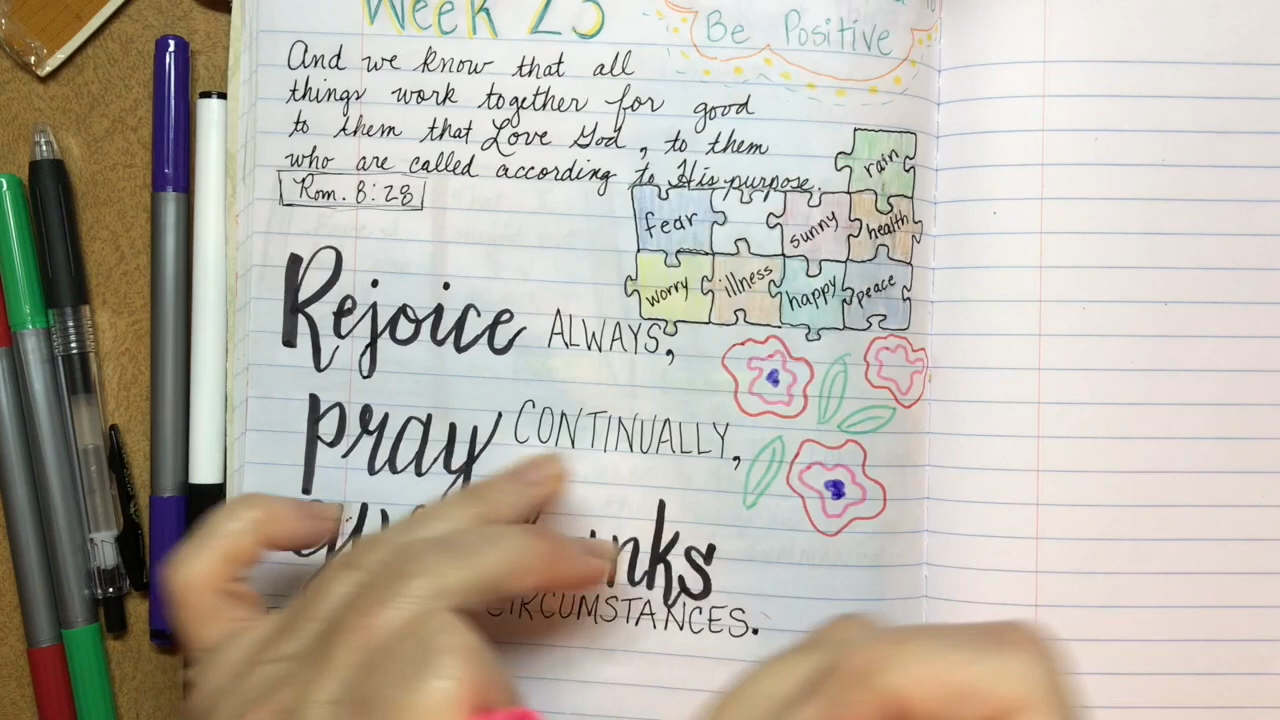 Week 23
Be Positive
And we know that all
things work together for good
to them that Love God, to them
who are called according to His purpose.
Rom. 8:28
rain
fear
sunny
health
worry
illness
happy
peace
Rejoice ALWAYS,
pray CONTINUALLY,
CIRCUMSTANCES.